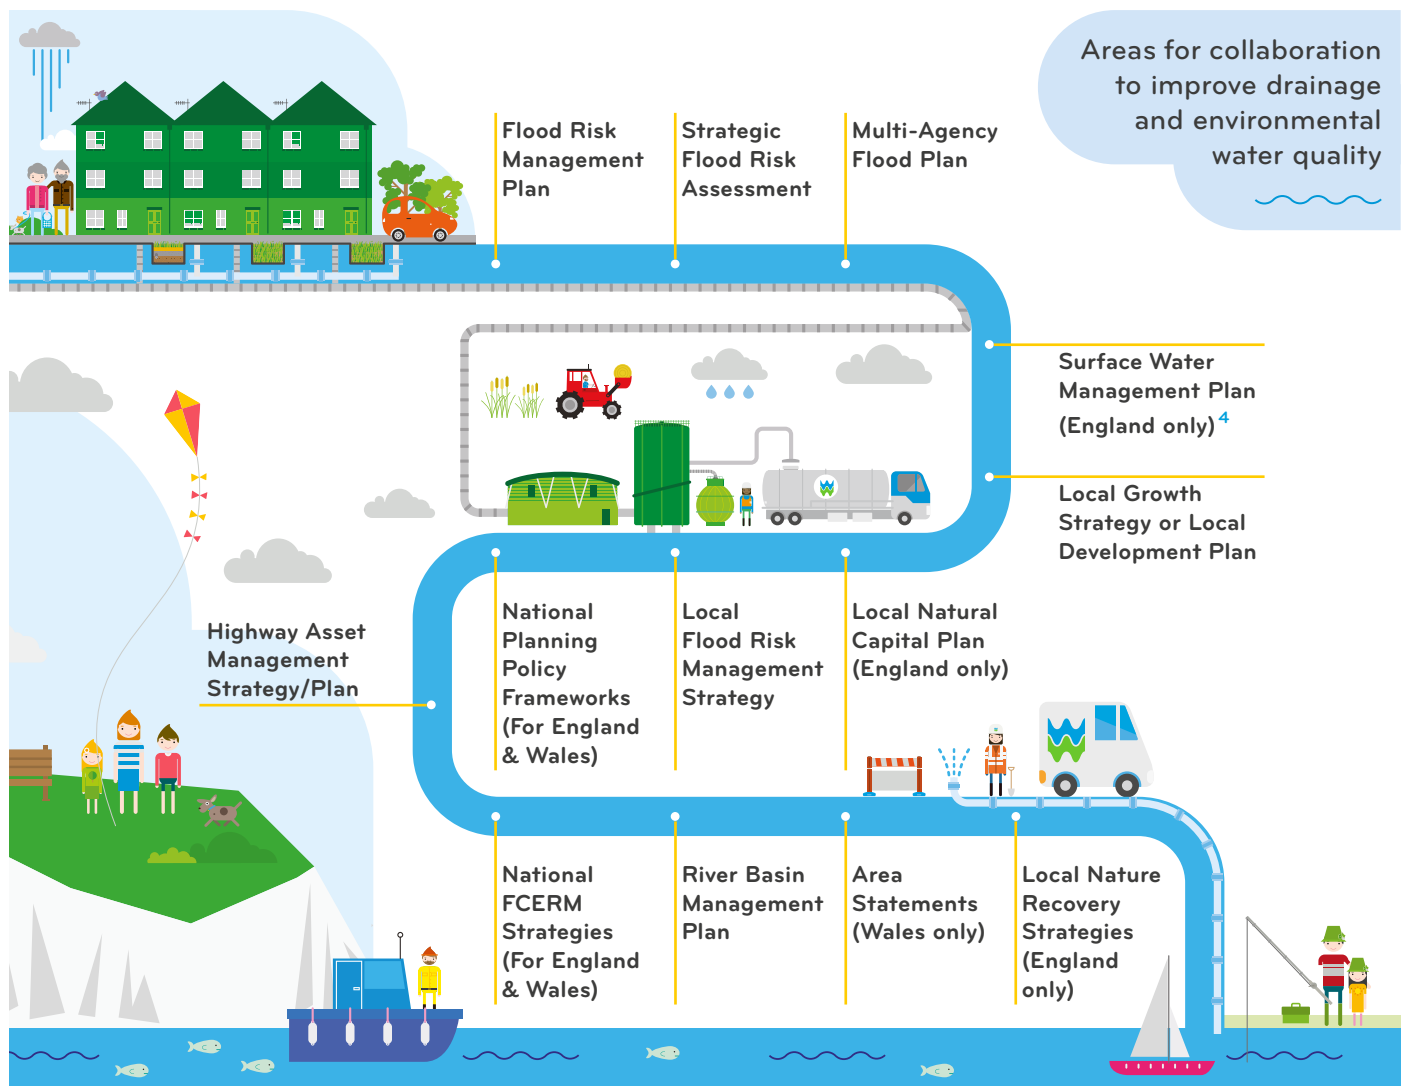 Areas for collaboration
to improve drainage
and environmental
water quality
Flood Risk
Management
Plan
Strategic
Flood Risk
Assessment
Multi-Agency
Flood Plan
Surface Water
Management Plan
(England only) 4
Local Growth
Strategy or Local
Development Plan
National
Planning
Policy
Frameworks
(For England
& Wales)
Local
Flood Risk
Management
Strategy
Local Natural
Capital Plan
(England only)
Highway Asset
Management
Strategy/Plan
National
FCERM
Strategies
(For England
& Wales)
River Basin
Management
Plan
Area
Statements
(Wales only)
Local Nature
Recovery
Strategies
(England
only)